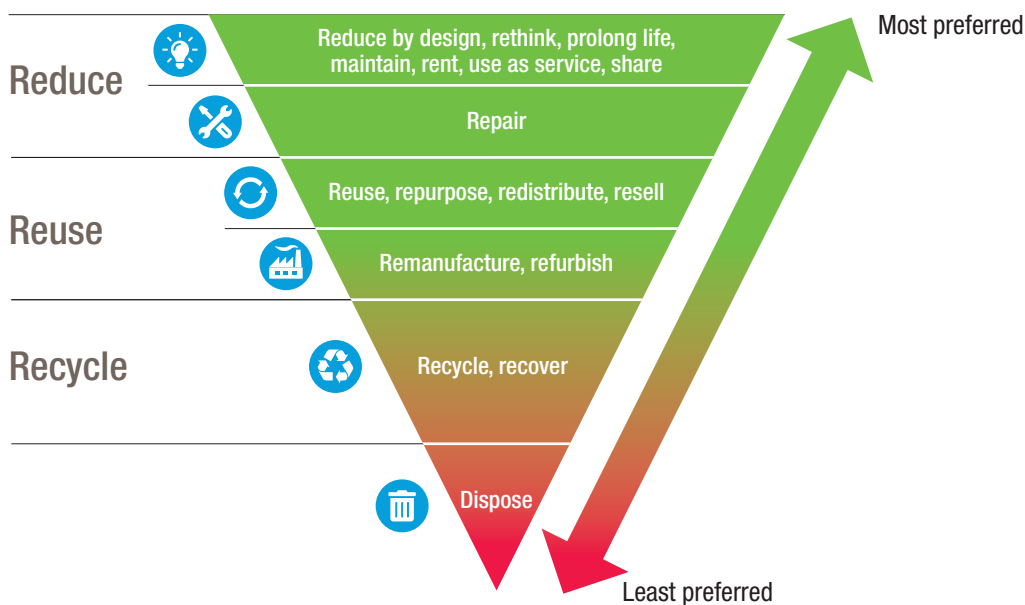 Most preferred
Reduce
Reduce by design, rethink, prolong life,
maintain, rent, use as service, share
Repair
Reuse
Reuse, repurpose, redistribute, resell
Remanufacture, refurbish
Recycle
Recycle, recover
Dispose
Least preferred